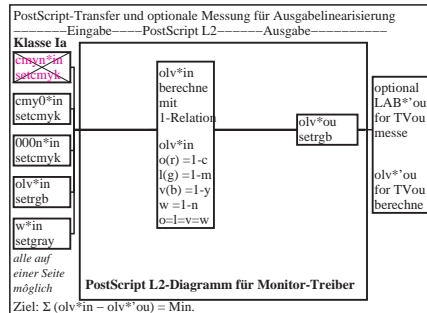 PostScript-Transfer und optionale Messung für Ausgabelinearisierung
–––––––Eingabe––––PostScript L2––––––Ausgabe––––––––––
Klasse Ia
cmyn*in
setcmyk
cmy0*in
setcmyk
000n*in
setcmyk
olv*in
setrgb
w*in
setgray
alle auf
einer Seite
möglich
olv*in
berechne
mit
1-Relation
olv*in
o(r) =1-c
l(g) =1-m
v(b) =1-y
w =1-n
o=l=v=w
olv*ou
setrgb
optional
LAB*’ou
for TVou
messe
olv*’ou
for TVou
berechne
PostScript L2-Diagramm für Monitor-Treiber
Ziel: Σ (olv*in – olv*’ou) = Min.